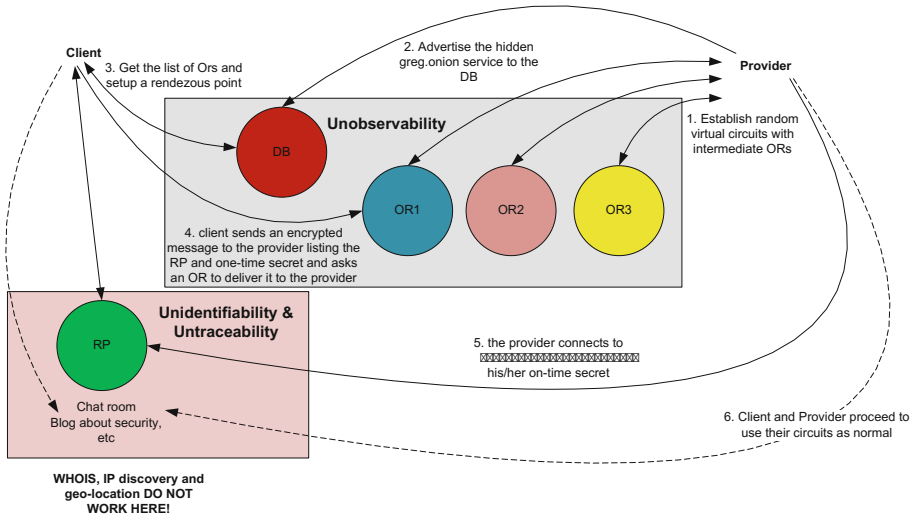 Client
3. Get the list of Ors and
setup a rendezous point
2. Advertise the hidden
greg.onion service to the
DB
Provider
1. Establish random
virtual circuits with
intermediate ORs
Unobservability
DB
OR1
OR2
OR3
4. client sends an encrypted
message to the provider listing the
RP and one-time secret and asks
an OR to deliver it to the provider
Unidentifiability &
Untraceability
RP
Chat room
Blog about security,
etc
5. the provider connects to
his/her on-time secret
6. Client and Provider proceed to
use their circuits as normal
WHOIS, IP discovery and
geo-location DO NOT
WORK HERE!